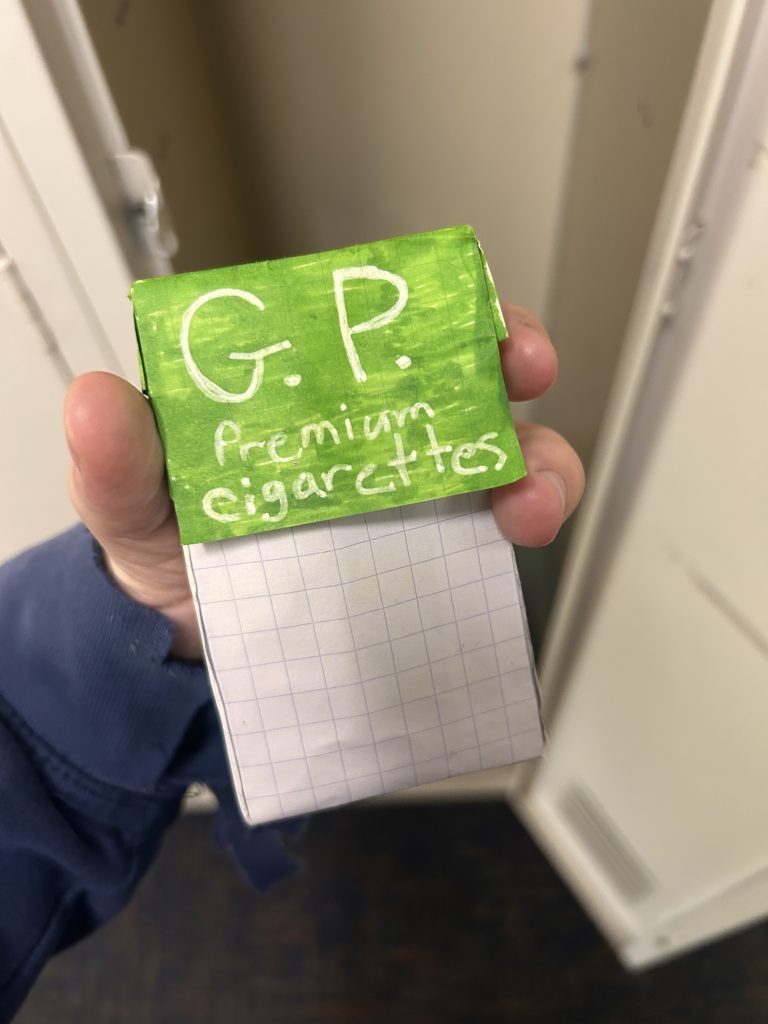 G. P.
Premium
cigarettes